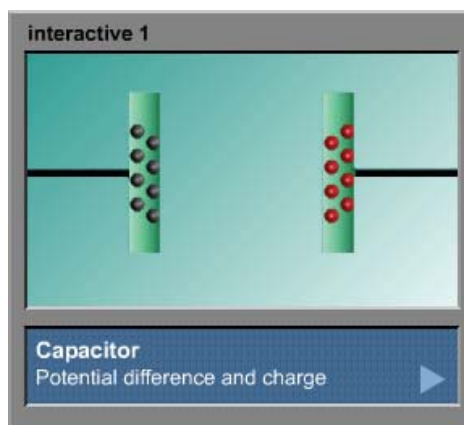 interactive 1
Capacitor
Potential difference and charge